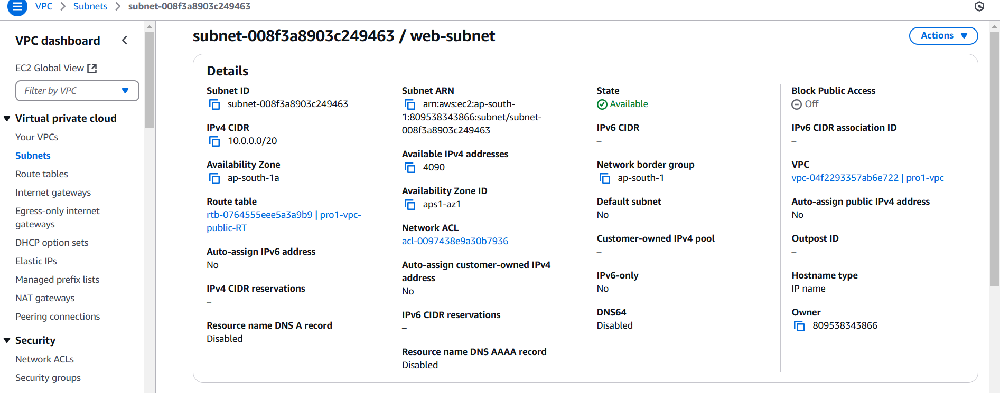 VPC > Subnets > subnet-008f3a8903c249463
VPC dashboard
EC2 Global View
Filter by VPC
Virtual private cloud
Your VPCs
Subnets
Route tables
Internet gateways
Egress-only internet
gateways
DHCP option sets
Elastic IPs
Managed prefix lists
NAT gateways
Peering connections
Security
Network ACLs
Security groups
subnet-008f3a8903c249463 / web-subnet
Actions
Details
Subnet ID
subnet-008f3a8903c249463
IPv4 CIDR
10.0.0.0/20
Availability Zone
ap-south-1a
Route table
rtb-0764555eee5a3a9b9 | pro1-vpc-
public-RT
Auto-assign IPv6 address
No
IPv4 CIDR reservations
–
Resource name DNS A record
Disabled
Subnet ARN
arn:aws:ec2:ap-south-
1:809538343866:subnet/subnet-
008f3a8903c249463
Available IPv4 addresses
4090
Availability Zone ID
aps1-az1
Network ACL
acl-0097438e9a30b7936
Auto-assign customer-owned IPv4
address
No
IPv6 CIDR reservations
–
Resource name DNS AAAA record
Disabled
State
Available
IPv6 CIDR
–
Network border group
ap-south-1
Default subnet
No
Customer-owned IPv4 pool
–
IPv6-only
No
DNS64
Disabled
Block Public Access
Off
IPv6 CIDR association ID
–
VPC
vpc-04f2293357ab6e722 | pro1-vpc
Auto-assign public IPv4 address
No
Outpost ID
–
Hostname type
IP name
Owner
809538343866